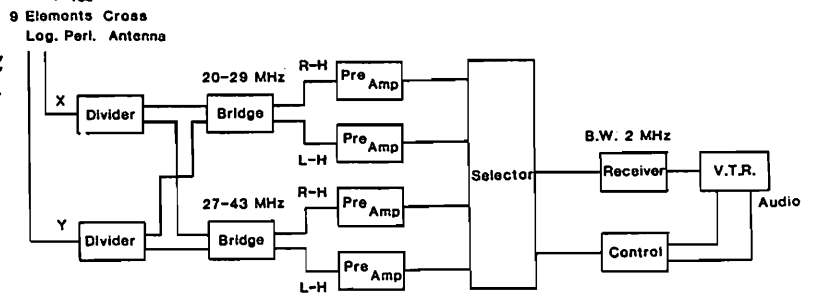 9 Elements Cross
Log. Peri. Antenna
X
Divider
20-29 MHz
Bridge
R-H
Pre Amp
L-H
Pre Amp
Y
Divider
27-43 MHz
Bridge
R-H
Pre Amp
L-H
Pre Amp
Selector
B.W. 2 MHz
Receiver
V.T.R.
Audio
Control